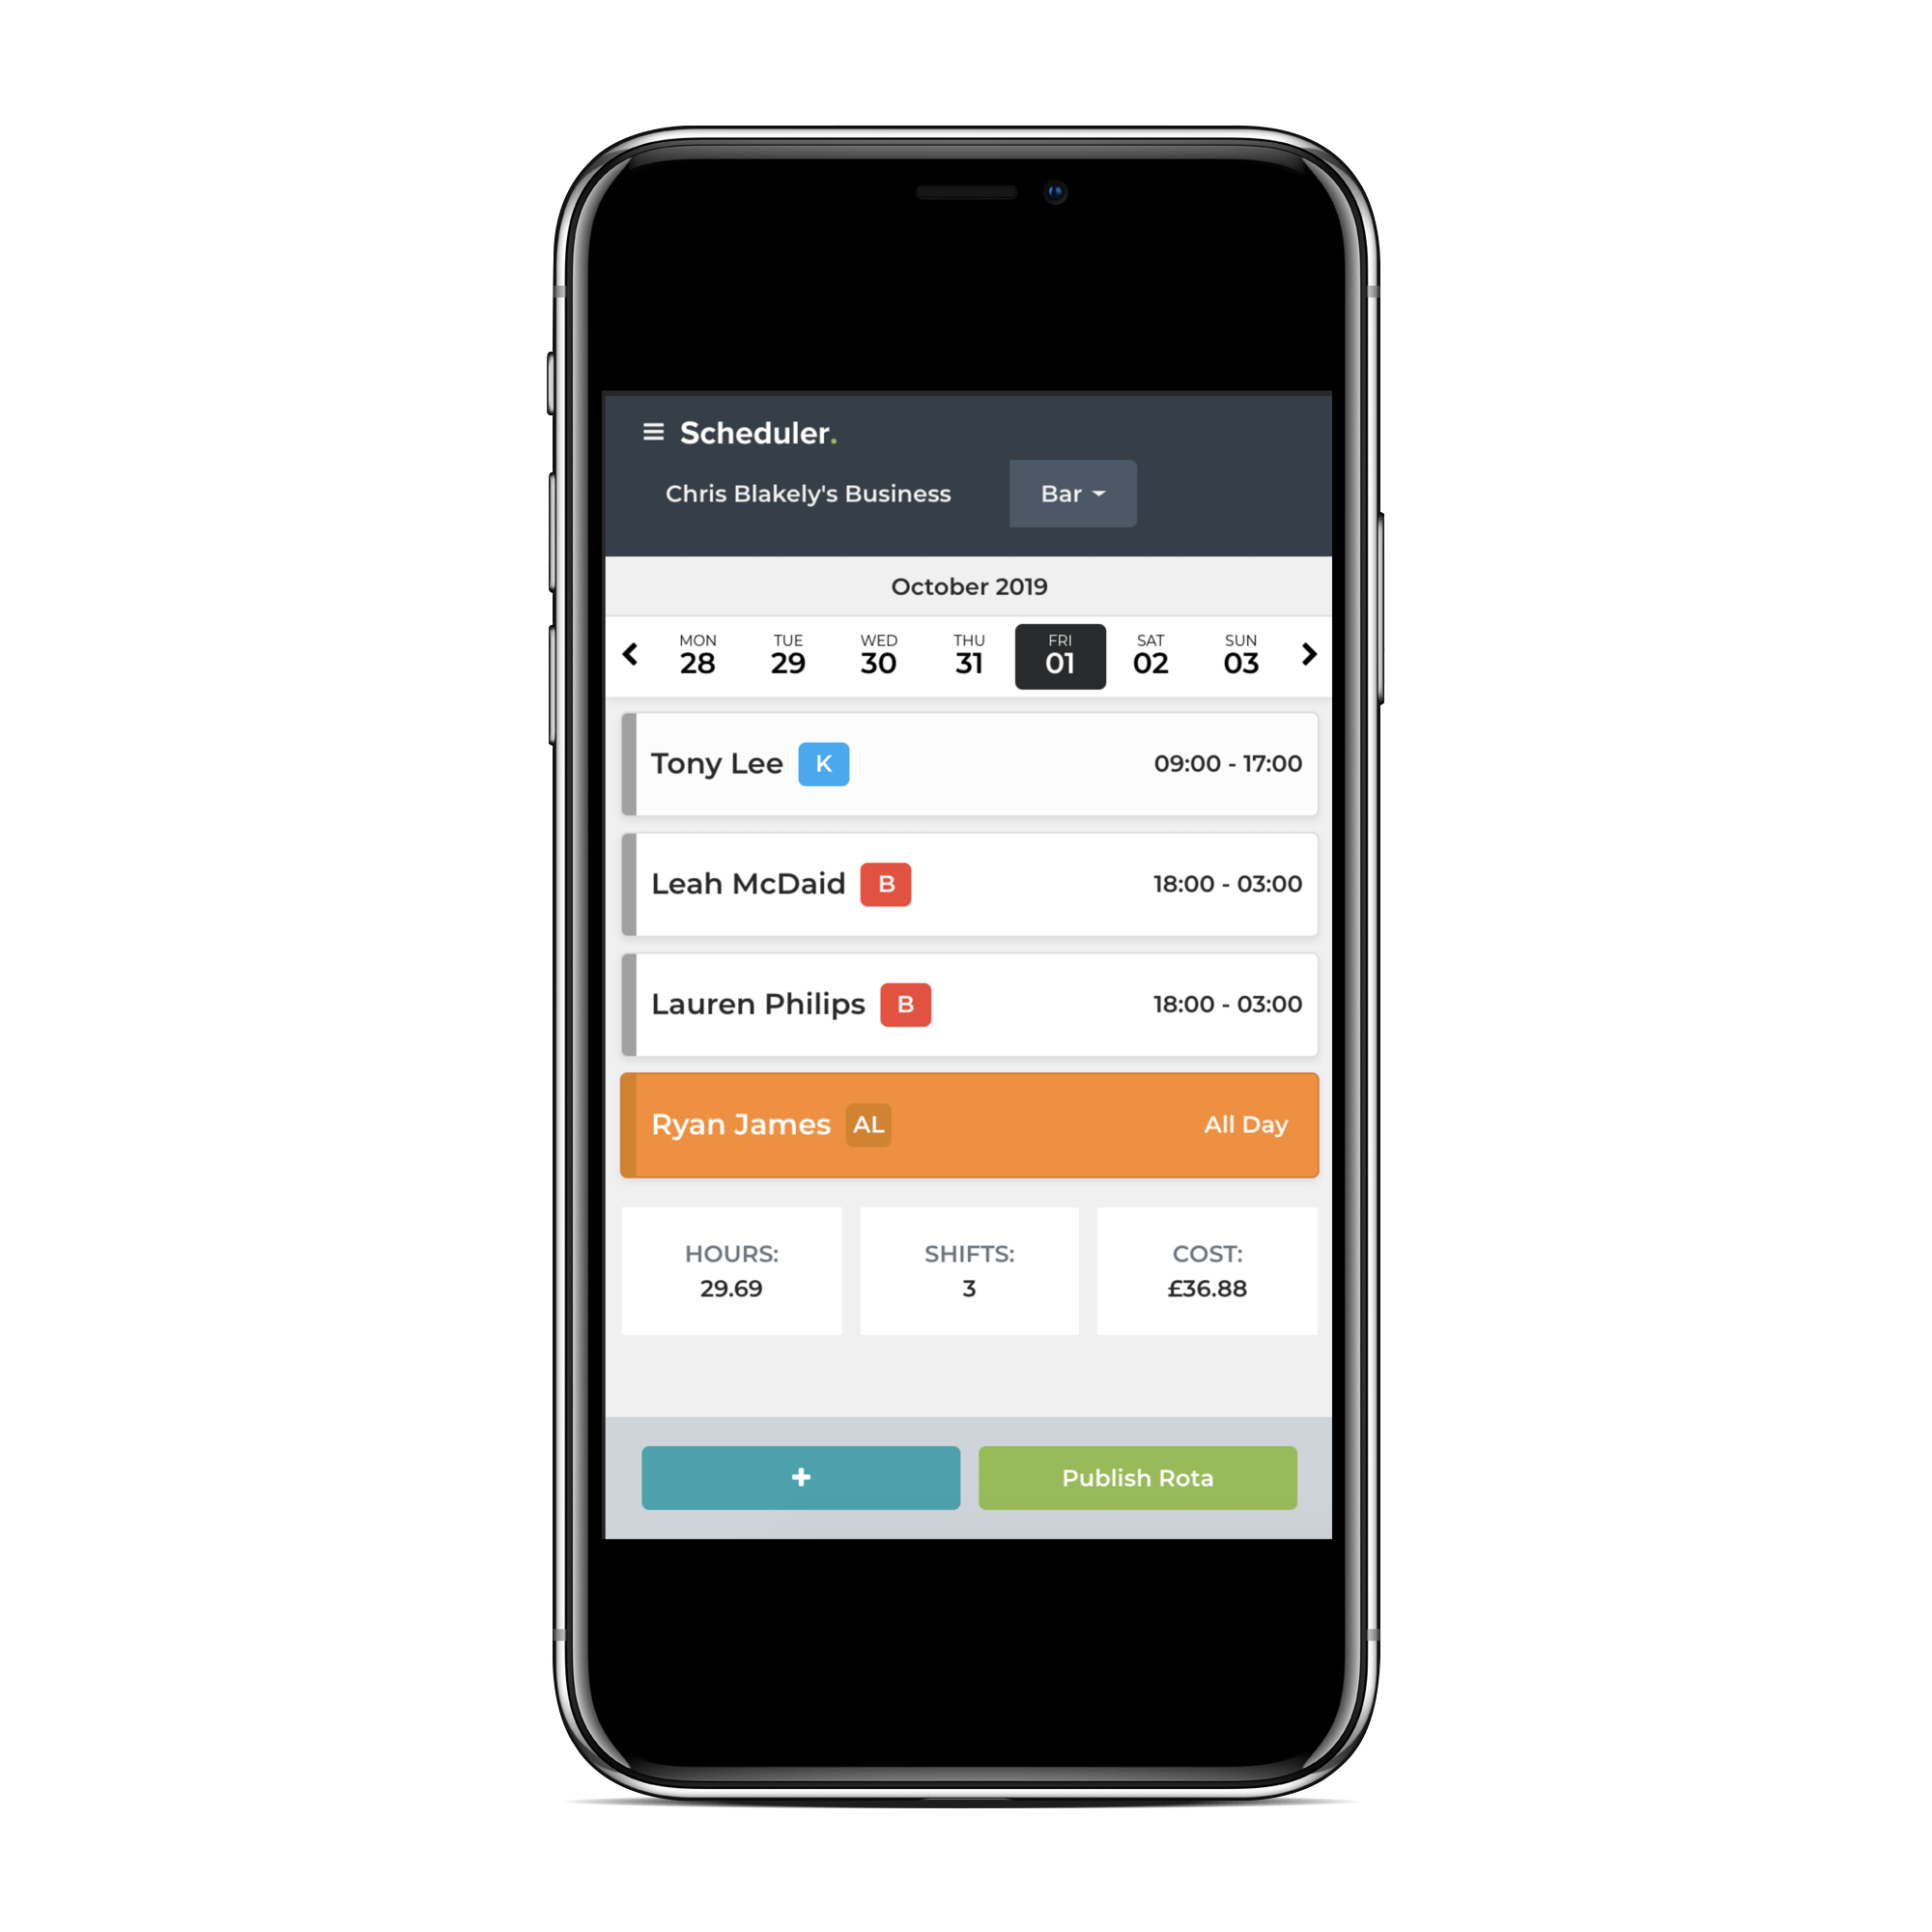 Scheduler.
Chris Blakely's Business Bar
October 2019
MON TUE WED THU FRI SAT SUN
28 29 30 31 01 02 03
Tony Lee K 09:00 - 17:00
Leah McDaid B 18:00 - 03:00
Lauren Philips B 18:00 - 03:00
Ryan James AL All Day
HOURS: SHIFTS: COST:
29.69 3 £36.88
+ Publish Rota